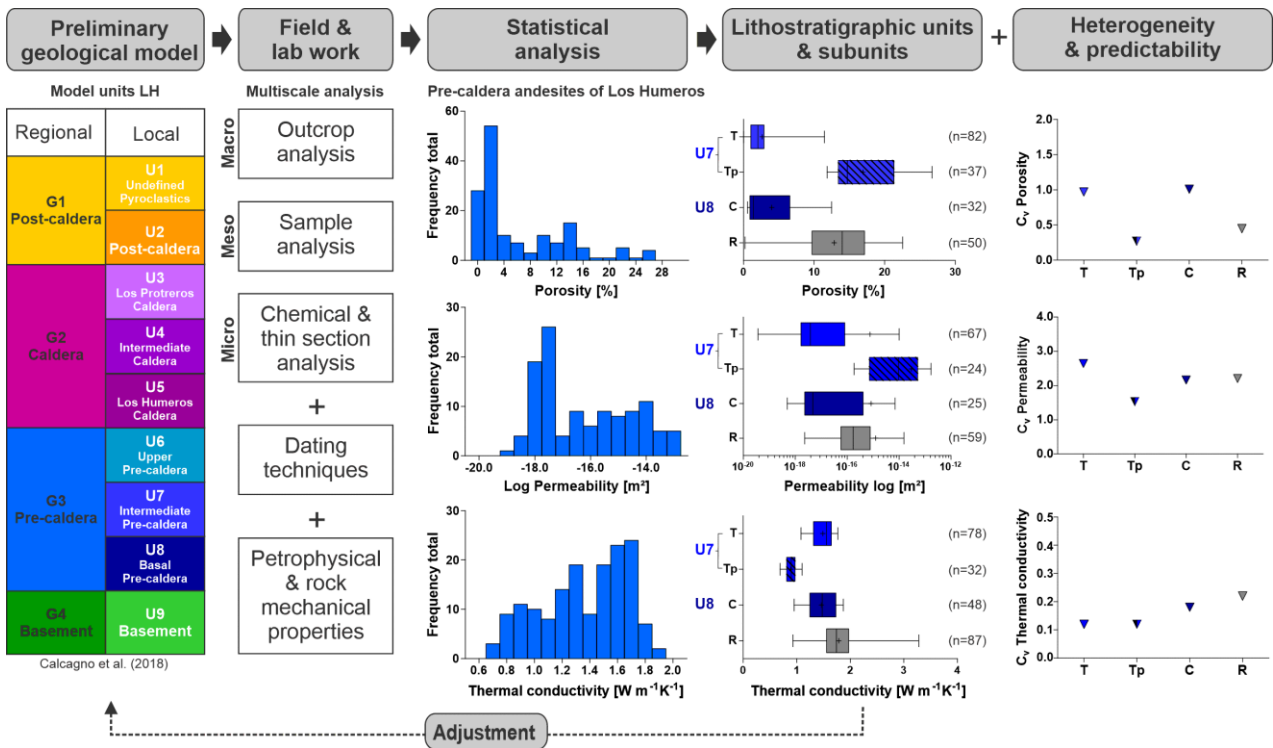 Preliminary
geological model
Field &
lab work
Statistical
analysis
Lithostratigraphic units
& subunits
+
Heterogeneity
& predictability
Model units LH
Regional
Local
G1
Post-caldera
U1
Undefined
Pyroclastics
U2
Post-caldera
G2
Caldera
U3
Los Protreros
Caldera
U4
Intermediate
Caldera
U5
Los Humeros
Caldera
G3
Pre-caldera
U6
Upper
Pre-caldera
U7
Intermediate
Pre-caldera
U8
Basal
Pre-caldera
G4
Basement
U9
Basement
Calcagno et al. (2018)
Multiscale analysis
Macro
Outcrop
analysis
Meso
Sample
analysis
Micro
Chemical &
thin section
analysis
+
Dating
techniques
+
Petrophysical
& rock
mechanical
properties
Pre-caldera andesites of Los Humeros
Frequency total
60
40
20
0
0 4 8 12 16 20 24 28
Porosity [%]
U7
T
(n=82)
Tp
(n=37)
U8
C
(n=32)
R
(n=50)
0 10 20 30
Porosity [%]
Cv Porosity
2.0
1.5
1.0
0.5
0.0
T Tp C R
Frequency total
30
20
10
0
-20.0 -18.0 -16.0 -14.0
Log Permeability [m²]
U7
T
(n=67)
Tp
(n=24)
U8
C
(n=25)
R
(n=59)
10⁻²⁰ 10⁻¹⁸ 10⁻¹⁶ 10⁻¹⁴ 10⁻¹²
Permeability log [m²]
Cv Permeability
4.0
3.0
2.0
1.0
0.0
T Tp C R
Frequency total
30
20
10
0
0.6 0.8 1.0 1.2 1.4 1.6 1.8 2.0
Thermal conductivity [W m⁻¹K⁻¹]
U7
T
(n=78)
Tp
(n=32)
U8
C
(n=48)
R
(n=87)
0 1 2 3 4
Thermal conductivity [W m⁻¹K⁻¹]
Cv Thermal conductivity
0.5
0.4
0.3
0.2
0.1
0.0
T Tp C R
Adjustment